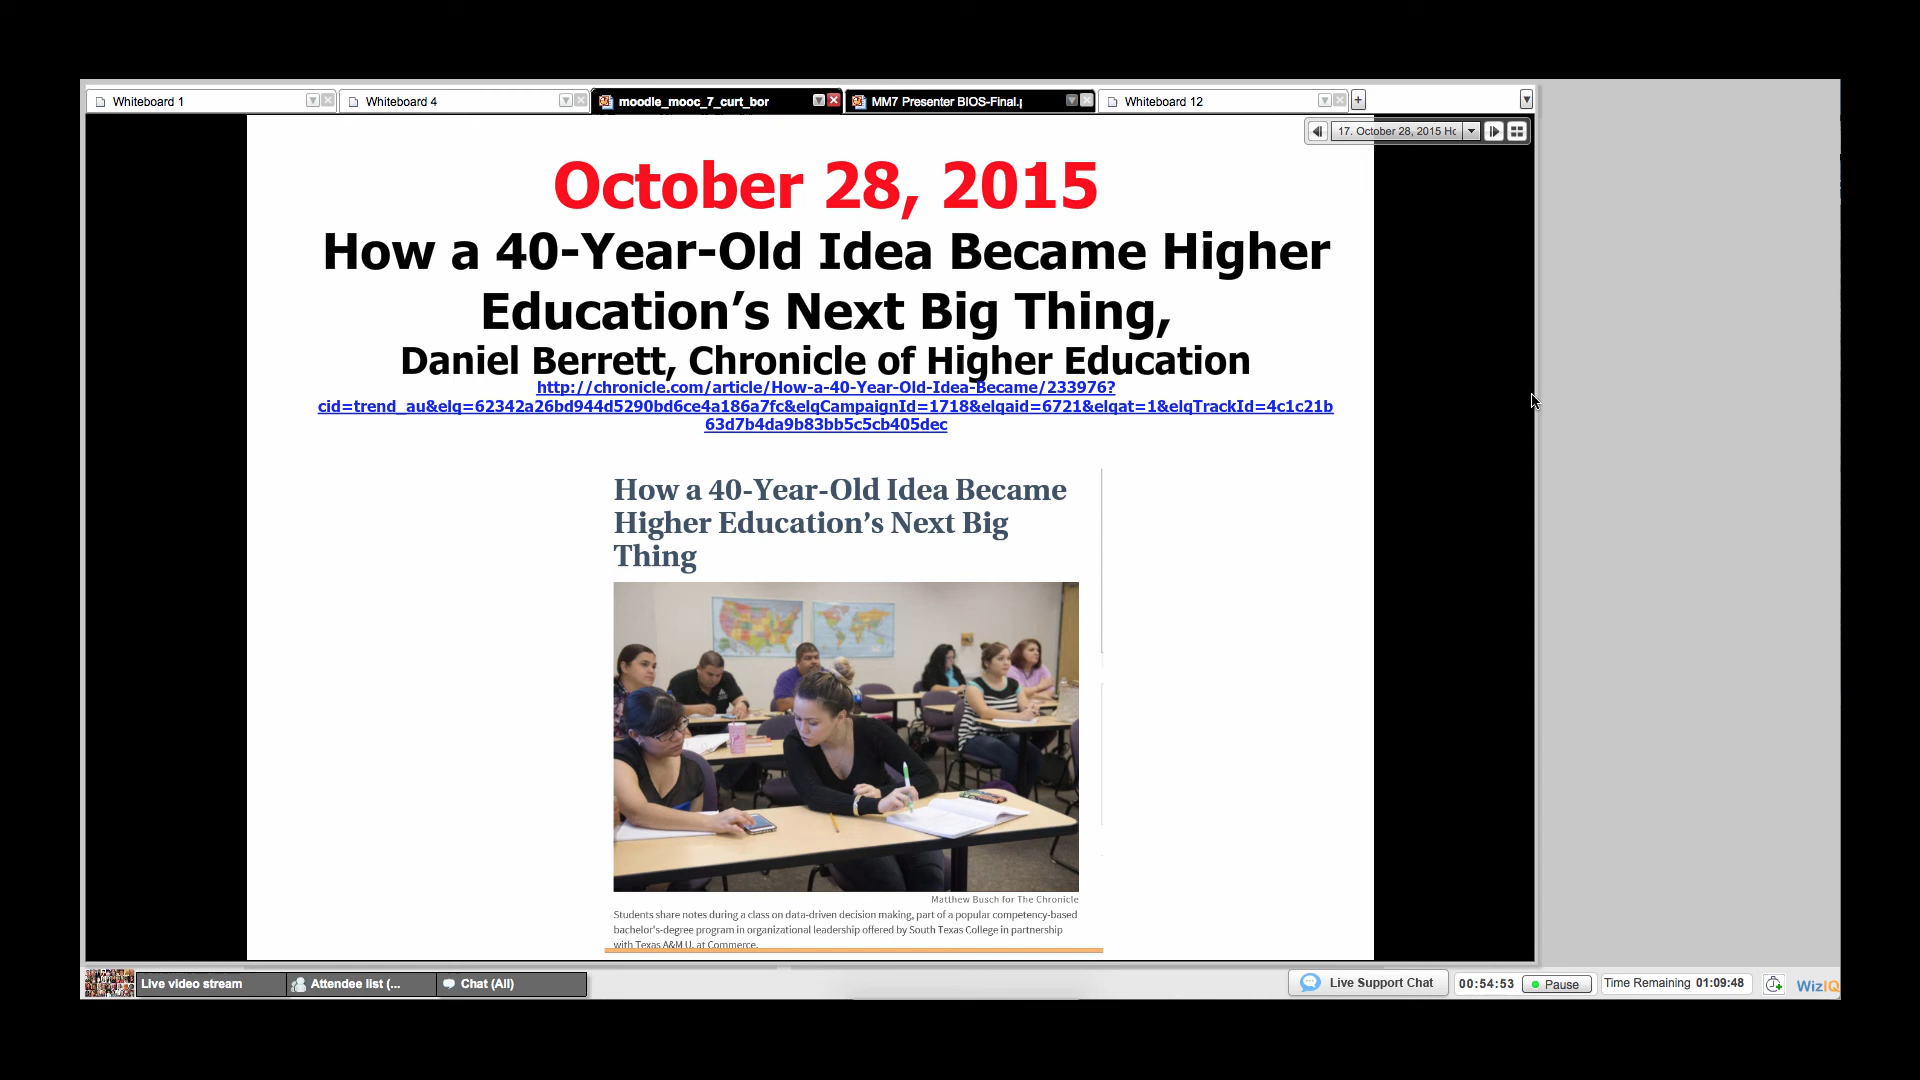 Whiteboard 1
Whiteboard 4
moodle_mooc_7_curt_bor
MM7 Presenter BIOS-Final.p
Whiteboard 12
17. October 28, 2015 Ho
October 28, 2015
How a 40-Year-Old Idea Became Higher
Education’s Next Big Thing,
Daniel Berrett, Chronicle of Higher Education
http://chronicle.com/article/How-a-40-Year-Old-Idea-Became/233976?
cid=trend_au&elq=62342a26bd944d5290bd6ce4a186a7fc&elqCampaignId=1718&elqaid=6721&elqat=1&elqTrackId=4c1c21b
63d7b4da9b83bb5c5cb405dec
How a 40-Year-Old Idea Became
Higher Education’s Next Big
Thing
Matthew Busch for The Chronicle
Students share notes during a class on data-driven decision making, part of a popular competency-based
bachelor's-degree program in organizational leadership offered by South Texas College in partnership
with Texas A&M U. at Commerce.
Live video stream
Attendee list (...
Chat (All)
Live Support Chat
00:54:53
Pause
Time Remaining 01:09:48
WizIQ